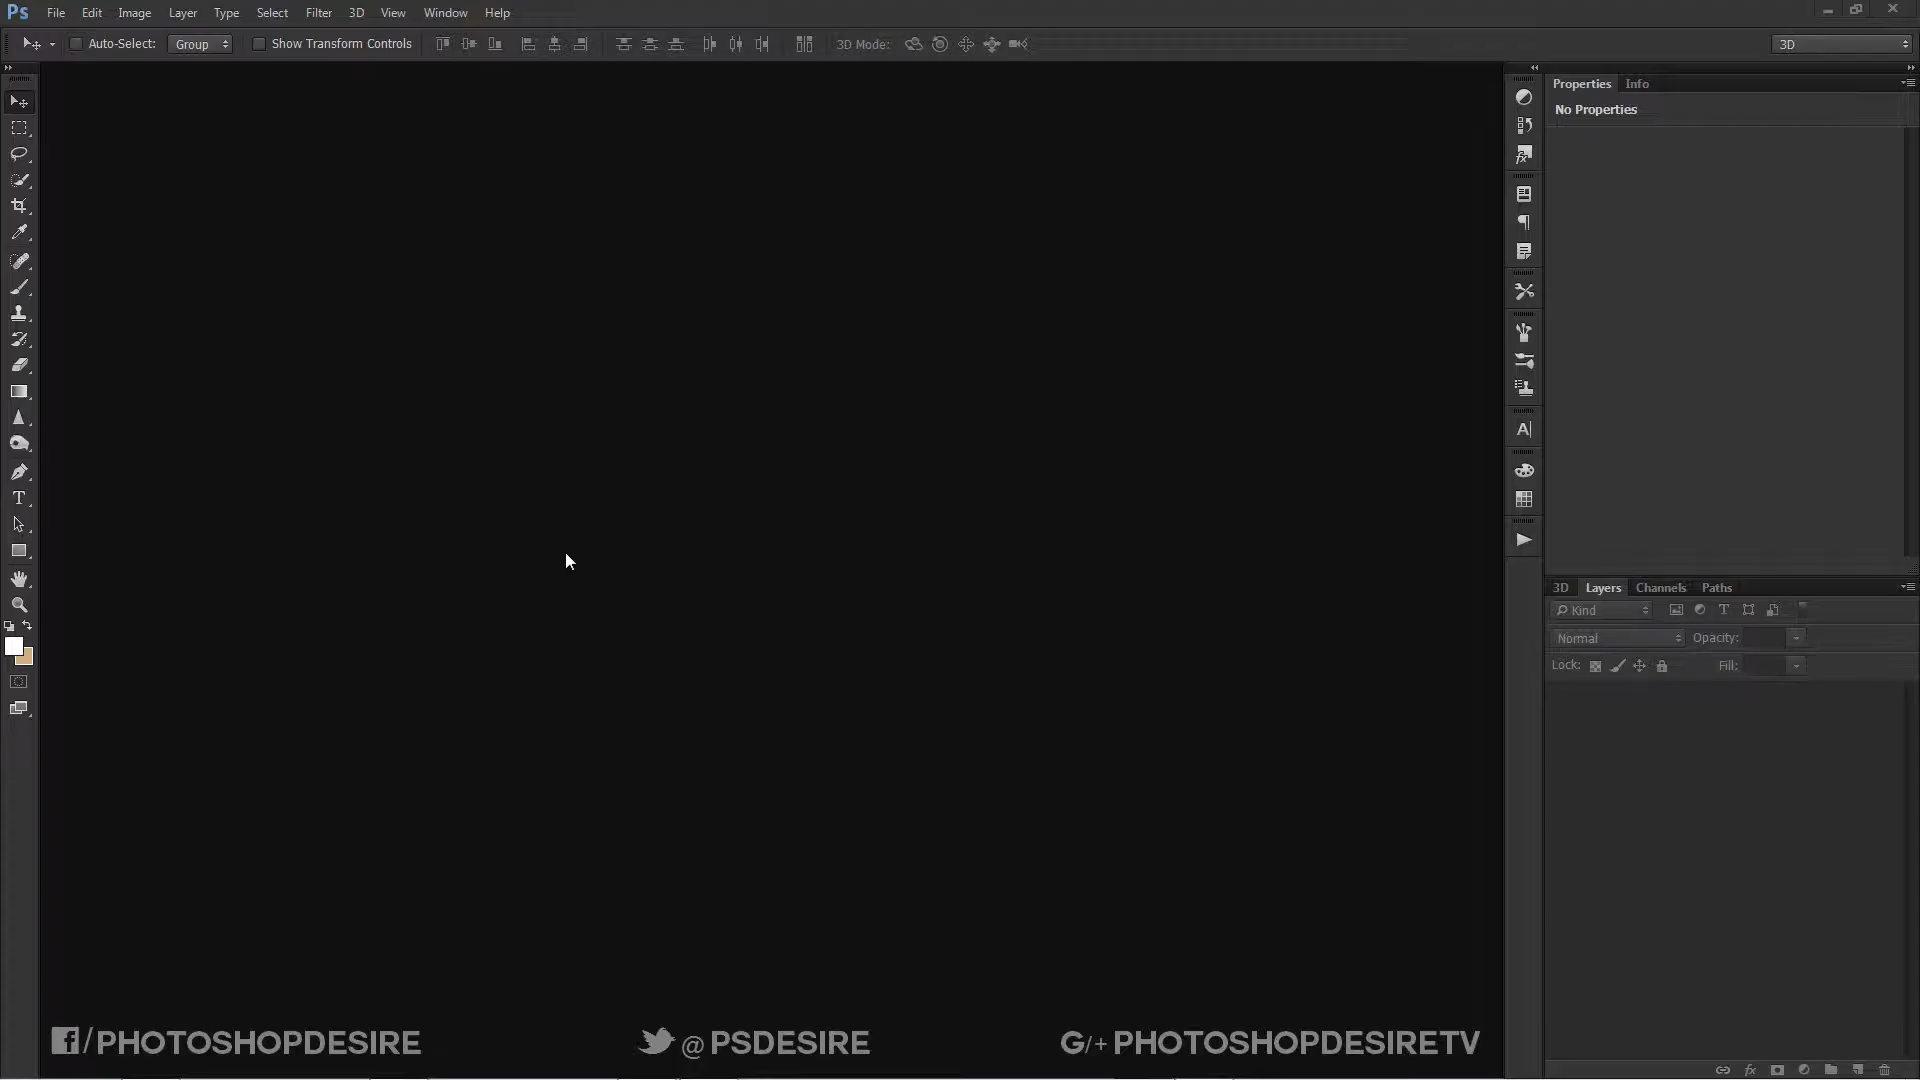 Ps File Edit Image Layer Type Select Filter 3D View Window Help
Auto-Select: Group Show Transform Controls 3D Mode: 3D
Properties Info
No Properties
3D Layers Channels Paths
Kind
Normal Opacity:
Lock: Fill:
/PHOTOSHOPDESIRE @PSDESIRE G/+PHOTOSHOPDESIRETV